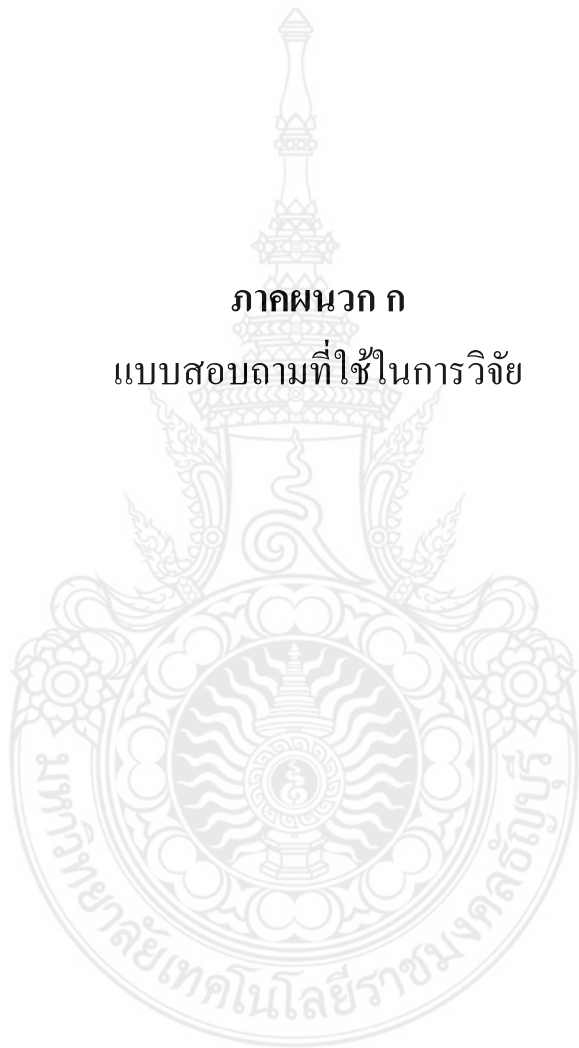 ภาคผนวก ก
แบบสอบถามที่ใช้ในการวิจัย
มหาวิทยาลัยเทคโนโลยีราชมงคลธัญบุรี